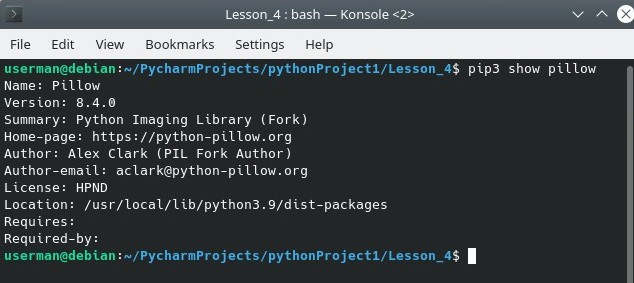 Lesson_4 : bash — Konsole <2>
File Edit View Bookmarks Settings Help
userman@debian:~/PycharmProjects/pythonProject1/Lesson_4$ pip3 show pillow
Name: Pillow
Version: 8.4.0
Summary: Python Imaging Library (Fork)
Home-page: https://python-pillow.org
Author: Alex Clark (PIL Fork Author)
Author-email: aclark@python-pillow.org
License: HPND
Location: /usr/local/lib/python3.9/dist-packages
Requires:
Required-by:
userman@debian:~/PycharmProjects/pythonProject1/Lesson_4$